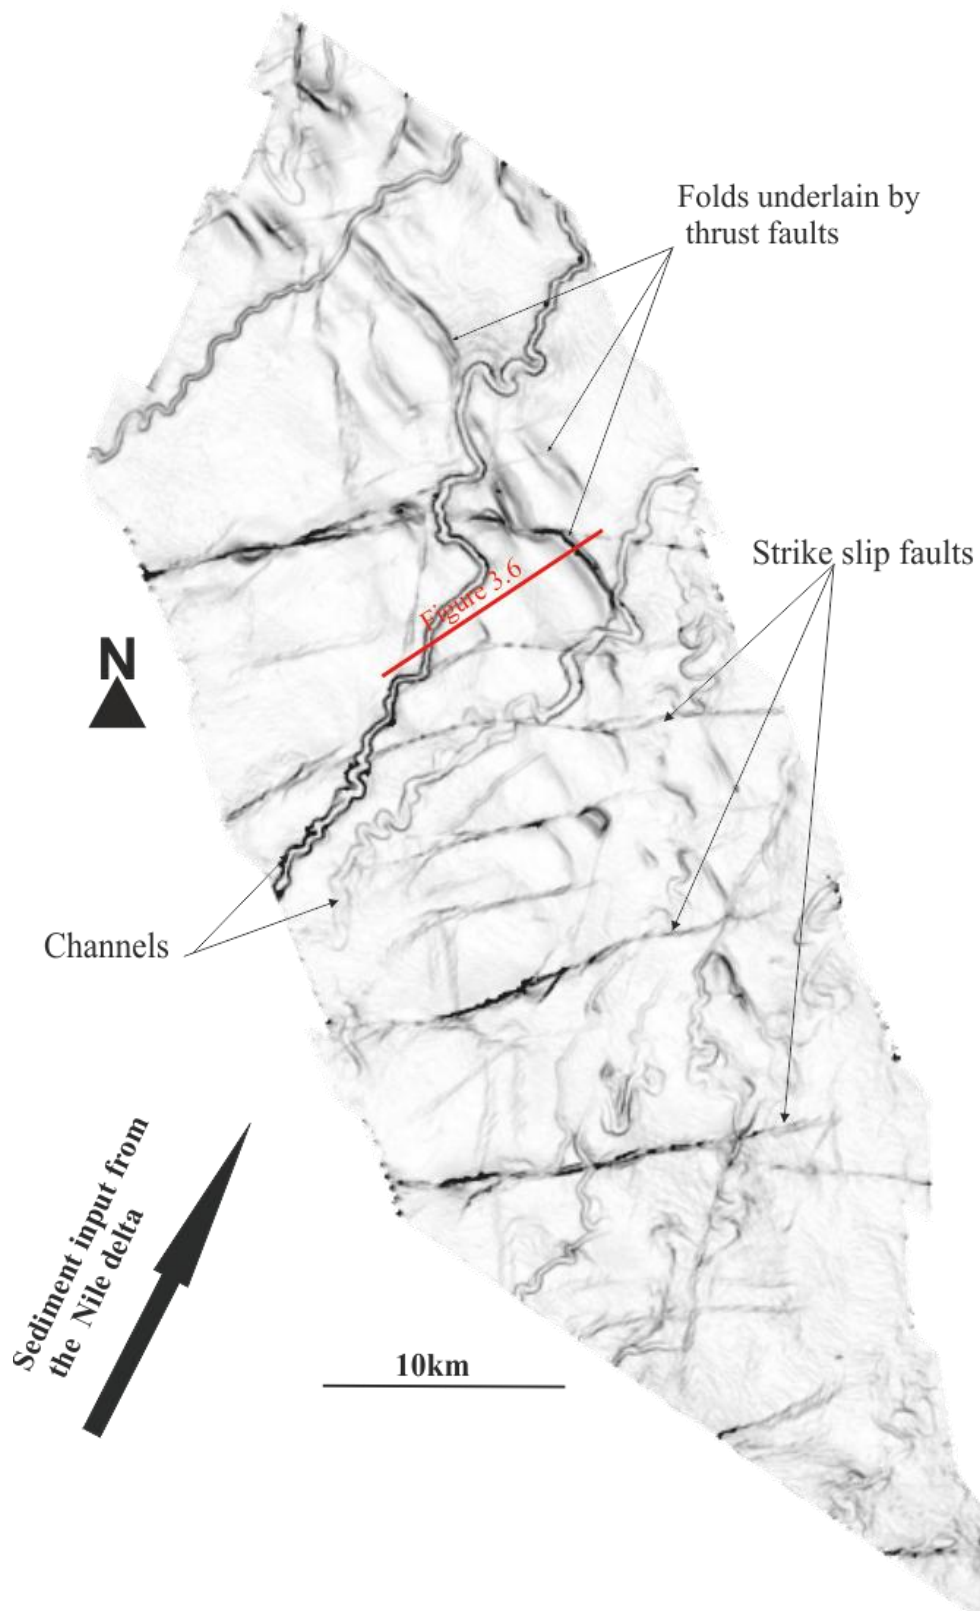 Folds underlain by
thrust faults
Strike slip faults
Figure 3.6
N
Channels
Sediment input from
the Nile delta
10km